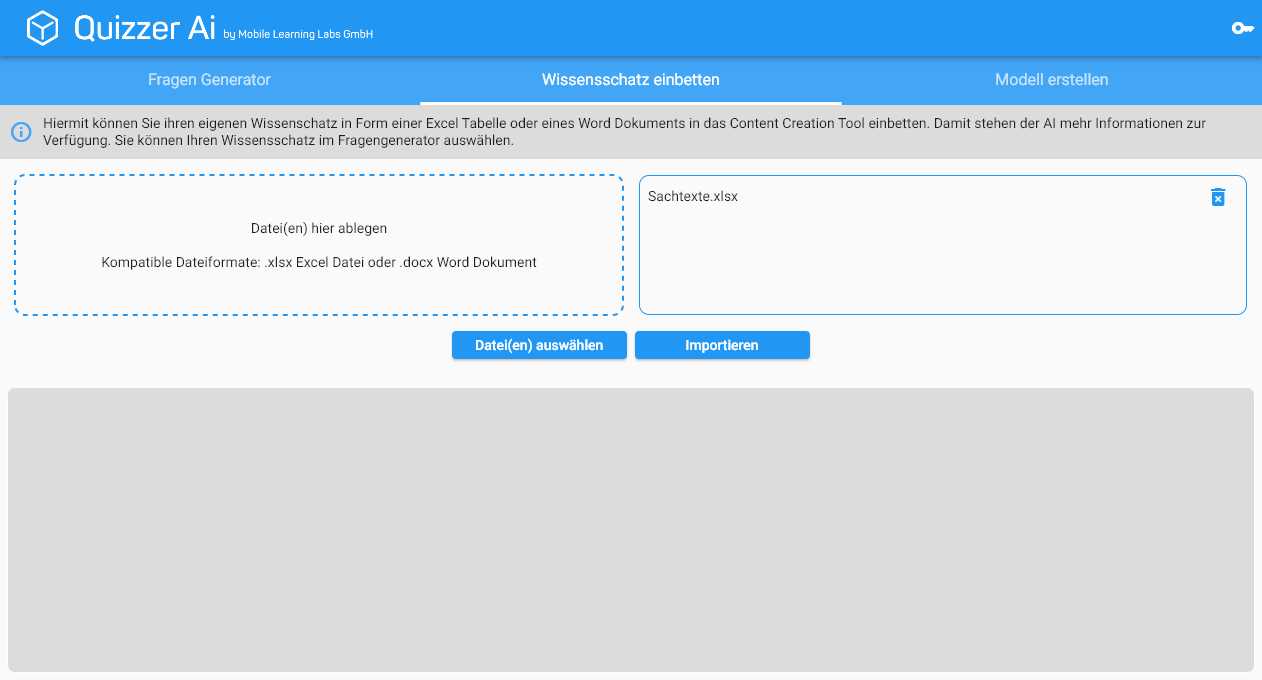 Quizzer Ai by Mobile Learning Labs GmbH
Fragen Generator
Wissensschatz einbetten
Modell erstellen
Hiermit können Sie ihren eigenen Wissenschatz in Form einer Excel Tabelle oder eines Word Dokuments in das Content Creation Tool einbetten. Damit stehen der AI mehr Informationen zur
Verfügung. Sie können Ihren Wissensschatz im Fragengenerator auswählen.
Datei(en) hier ablegen
Kompatible Dateiformate: .xlsx Excel Datei oder .docx Word Dokument
Sachtexte.xlsx
Datei(en) auswählen
Importieren